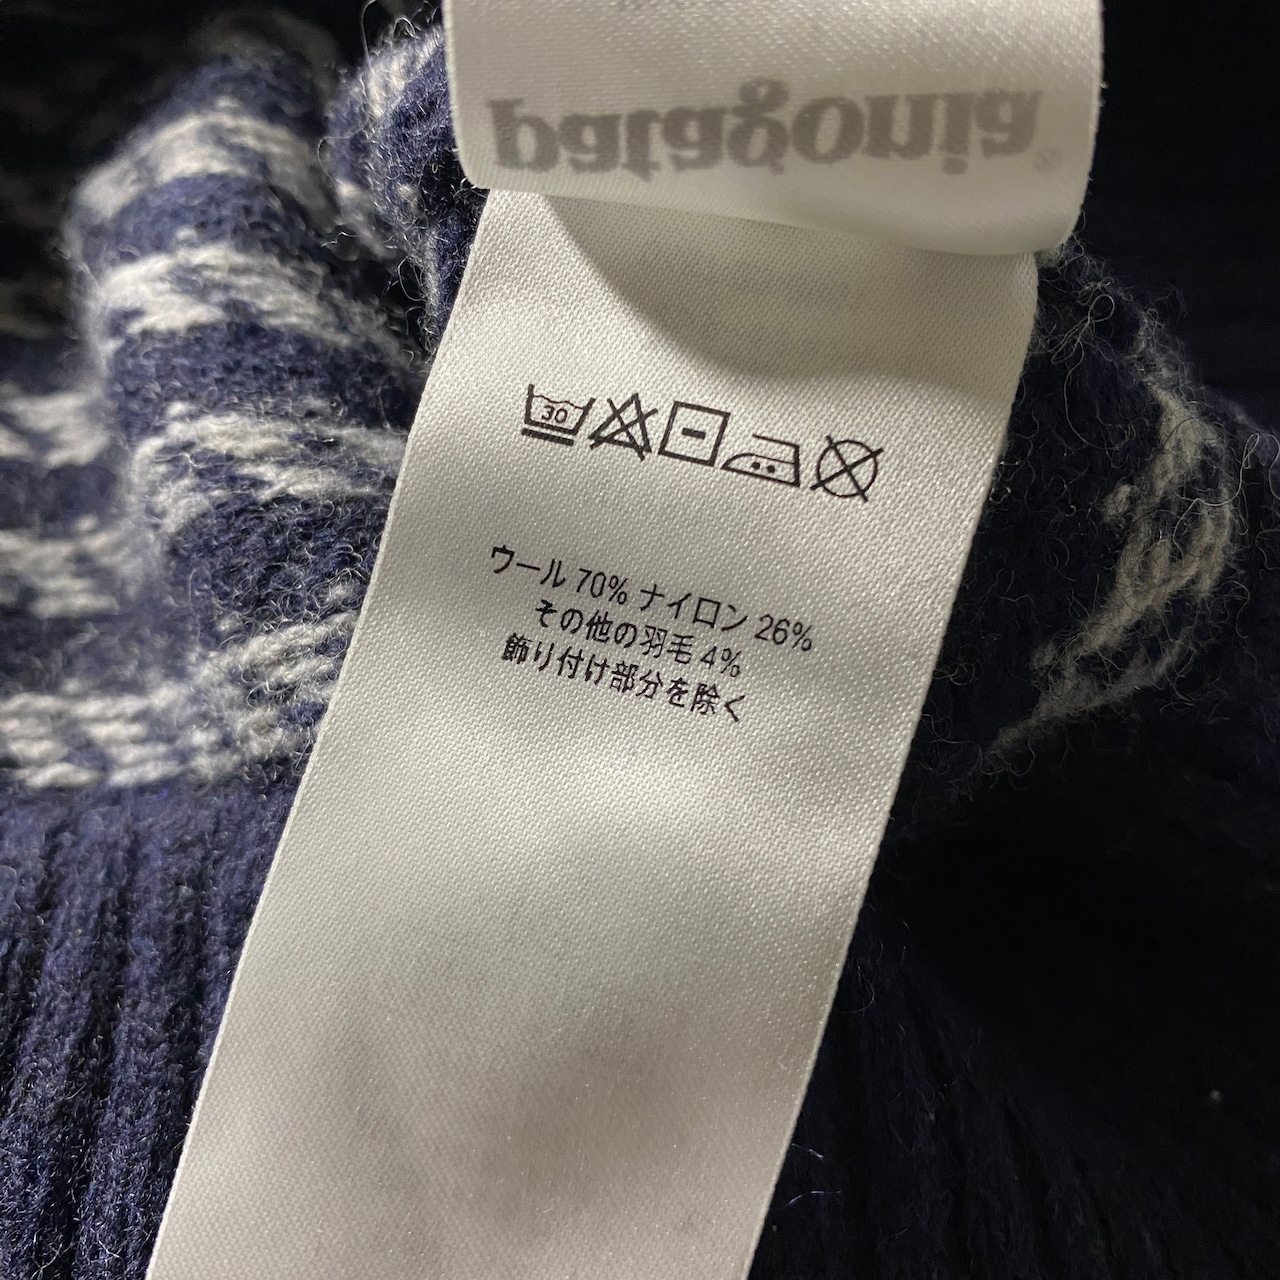 patagonia®
30
ウール 70% ナイロン 26%
その他の羽毛 4%
飾り付け部分を除く